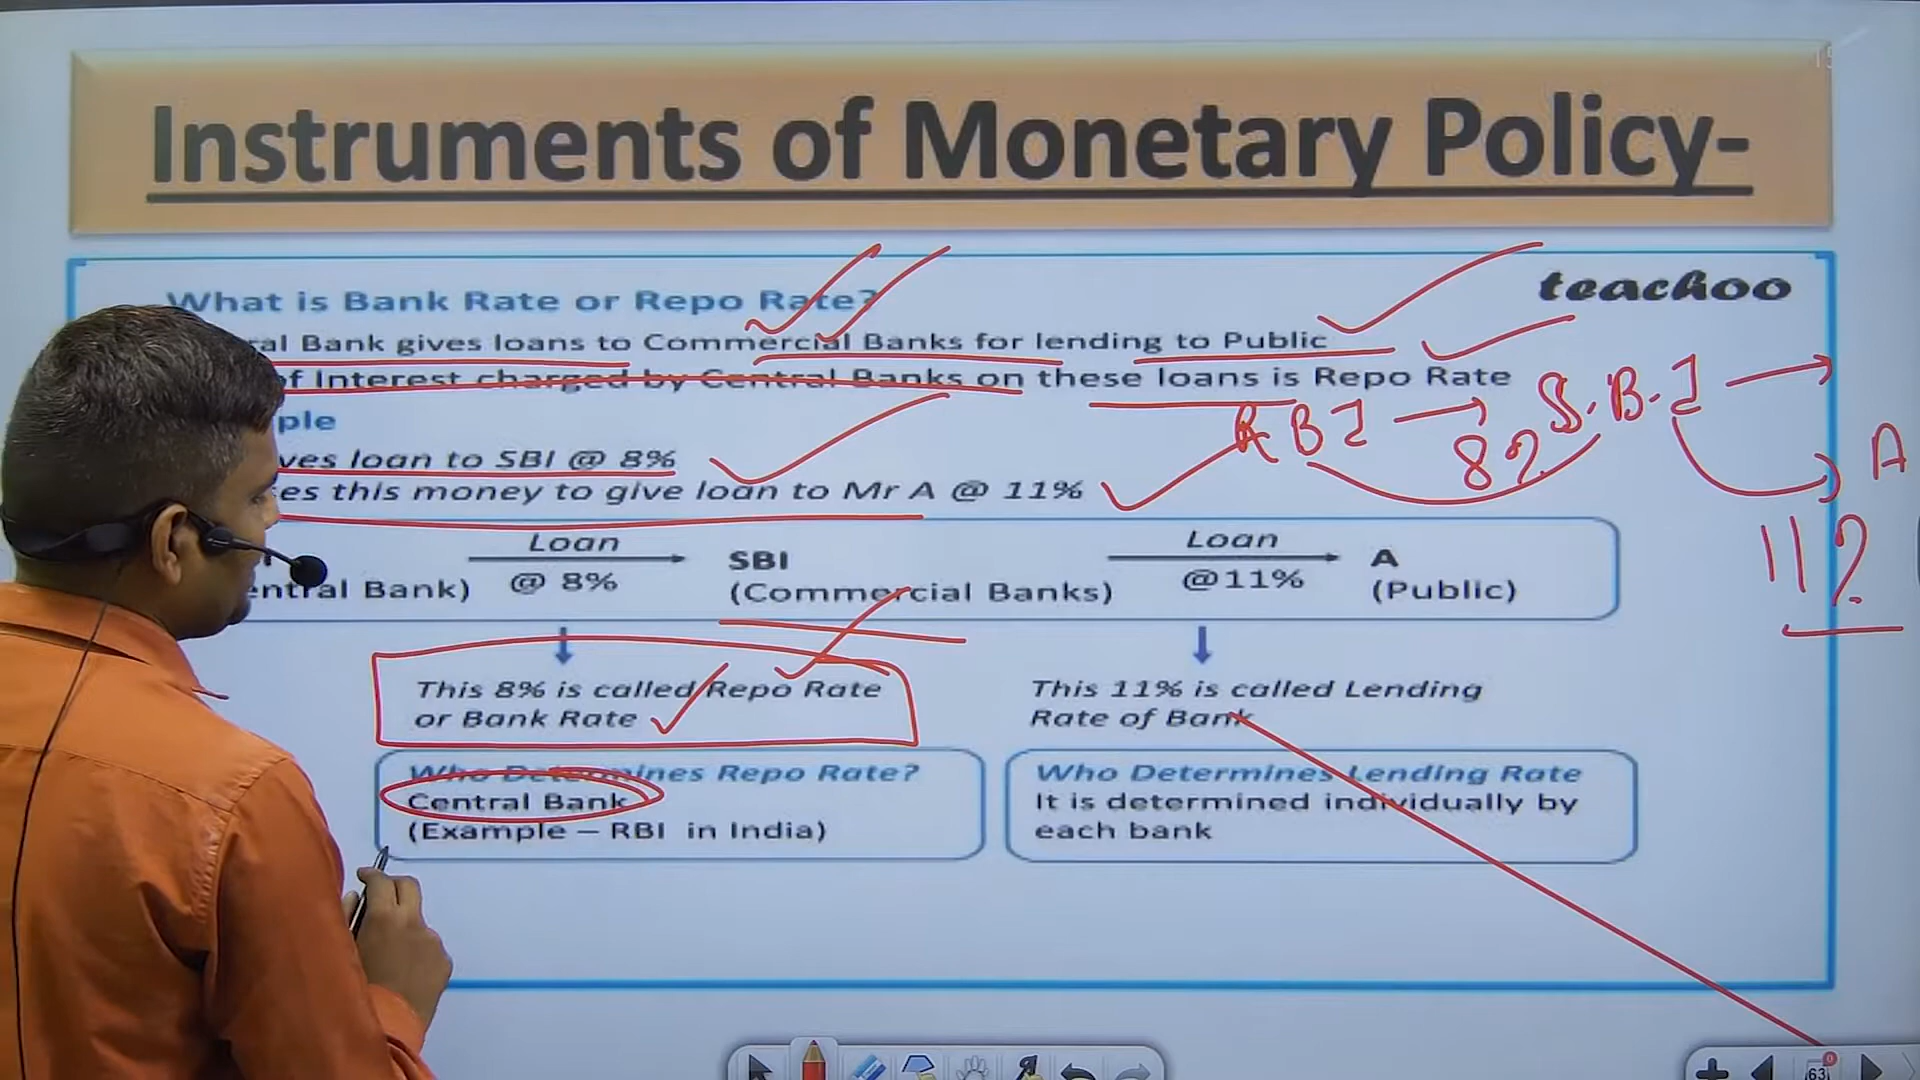 Instruments of Monetary Policy-
teachoo
What is Bank Rate or Repo Rate?
Bank gives loans to Commercial Banks for lending to Public
of Interest charged by Central Banks on these loans is Repo Rate
loan to SBI @ 8%
this money to give loan to Mr A @ 11%
RBI → 8% S.B.I →
A
11%
Loan
@ 8%
SBI
(Commercial Banks)
Loan
@11%
A
(Public)
Bank)
This 8% is called Repo Rate
or Bank Rate
This 11% is called Lending
Rate of Bank
Who Determines Repo Rate?
Central Bank
(Example – RBI in India)
Who Determines Lending Rate
It is determined individually by
each bank
63